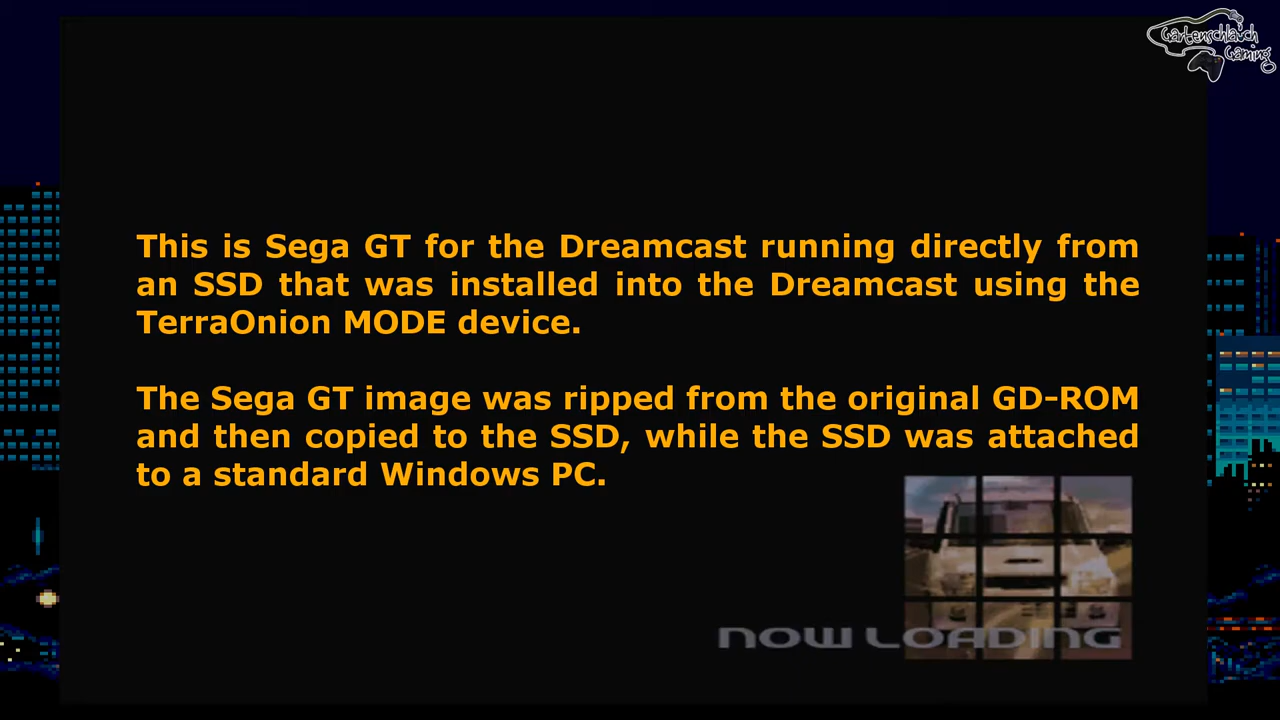 Gartenschlauch
Gaming
This is Sega GT for the Dreamcast running directly from
an SSD that was installed into the Dreamcast using the
TerraOnion MODE device.
The Sega GT image was ripped from the original GD-ROM
and then copied to the SSD, while the SSD was attached
to a standard Windows PC.
NOW LOADING